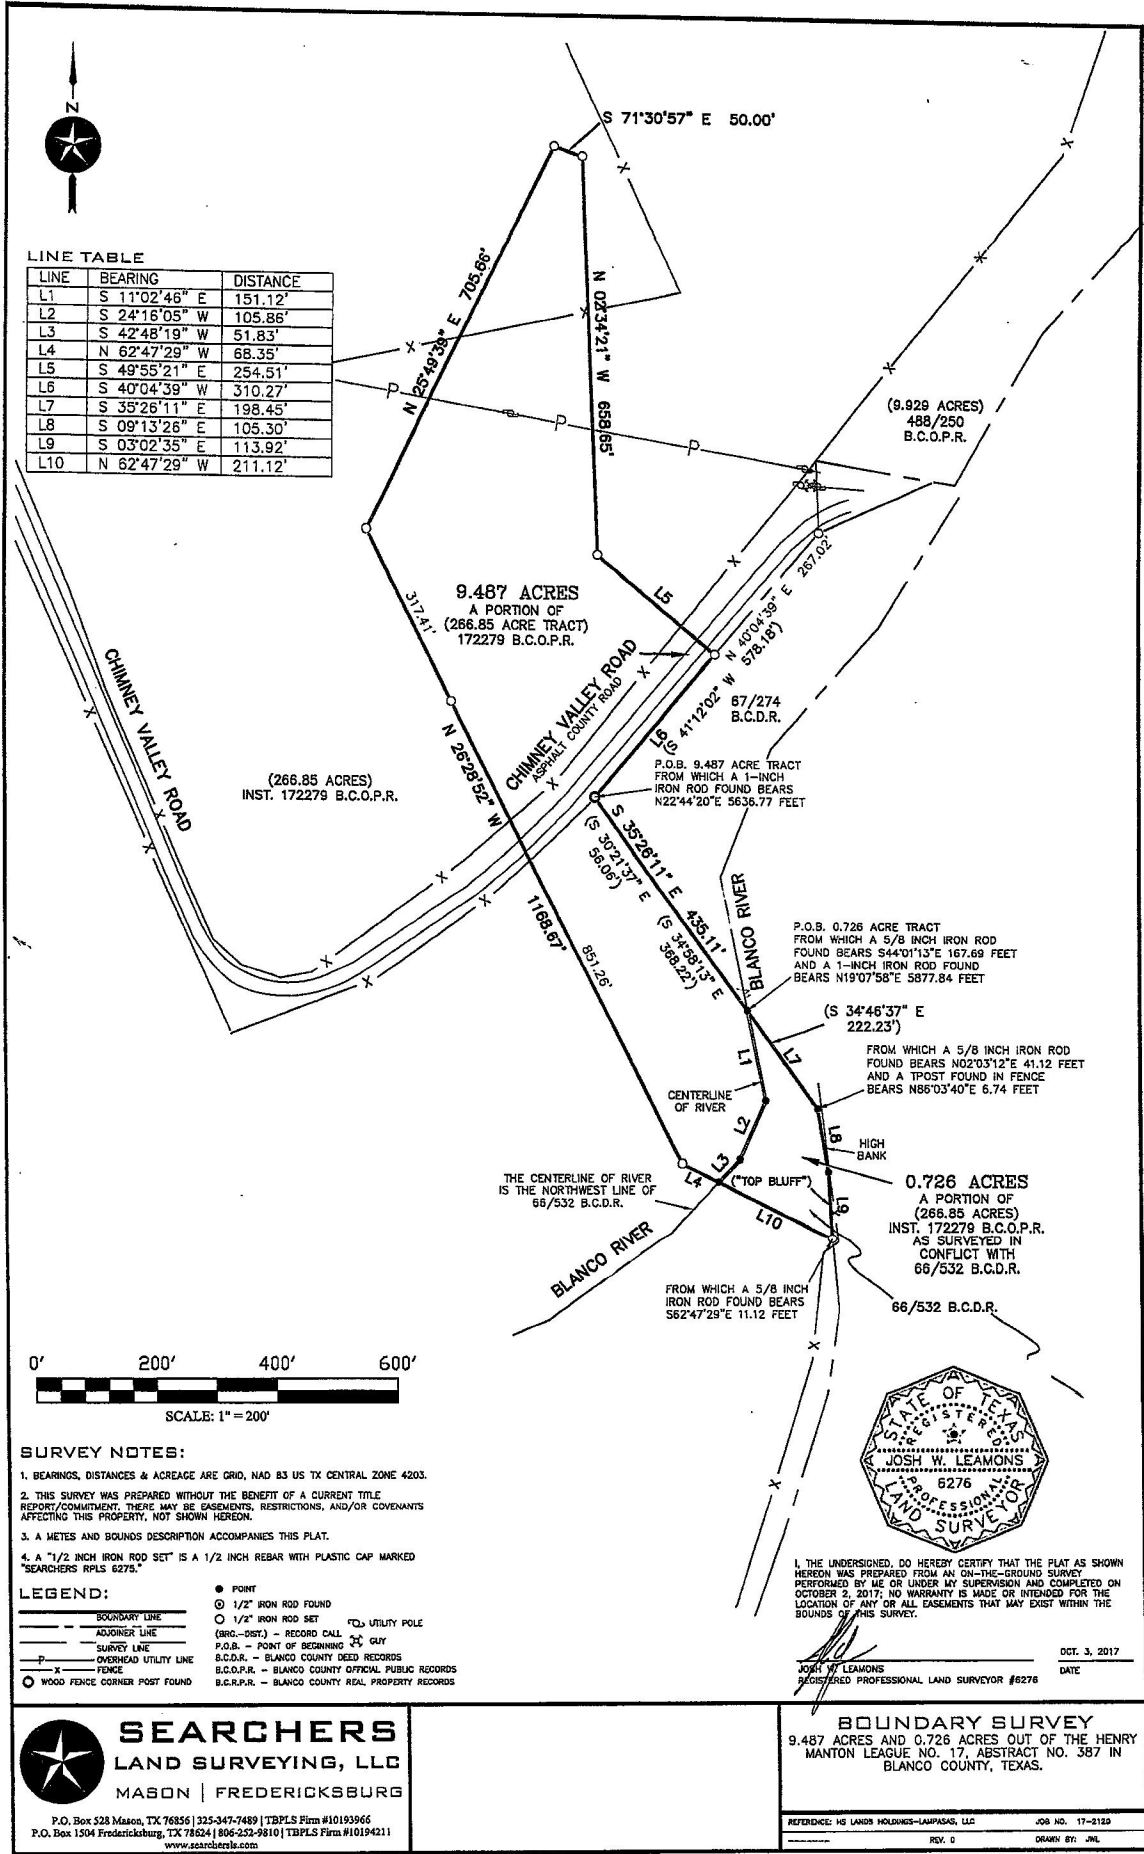 N
S 71°30'57" E 50.00'
LINE TABLE
LINE BEARING DISTANCE
L1 S 11°02'46" E 151.12'
L2 S 24°16'05" W 105.86'
L3 S 42°48'19" W 51.83'
L4 N 62°47'29" W 68.35'
L5 S 49°55'21" E 254.51'
L6 S 40°04'39" W 310.27'
L7 S 35°26'11" E 198.45'
L8 S 09°13'26" E 105.30'
L9 S 03°02'35" E 113.92'
L10 N 62°47'29" W 211.12'
N 25°49'39" E 705.66'
N 02°34'21" W 658.65'
(9.929 ACRES)
488/250
B.C.O.P.R.
L5
N 40°04'39" E 267.02'
(S 41°12'02" W 578.18')
317.41'
9.487 ACRES
A PORTION OF
(266.85 ACRE TRACT)
172279 B.C.O.P.R.
CHIMNEY VALLEY ROAD
CHIMNEY VALLEY ROAD
ASPHALT COUNTY ROAD
L6
67/274
B.C.D.R.
(266.85 ACRES)
INST. 172279 B.C.O.P.R.
N 26°28'52" W
1168.67'
851.26'
P.O.B. 9.487 ACRE TRACT
FROM WHICH A 1-INCH
IRON ROD FOUND BEARS
N22°44'20"E 5636.77 FEET
S 35°26'11" E 435.11'
(S 30°21'37" E
56.06')
(S 34°58'13" E
368.22')
BLANCO RIVER
P.O.B. 0.726 ACRE TRACT
FROM WHICH A 5/8 INCH IRON ROD
FOUND BEARS S44°01'13"E 167.69 FEET
AND A 1-INCH IRON ROD FOUND
BEARS N19°07'58"E 5877.84 FEET
(S 34°46'37" E
222.23')
L1
L7
FROM WHICH A 5/8 INCH IRON ROD
FOUND BEARS N02°03'12"E 41.12 FEET
AND A TPOST FOUND IN FENCE
BEARS N86°03'40"E 6.74 FEET
CENTERLINE
OF RIVER
L2
L8
HIGH
BANK
L3
L4
("TOP BLUFF")
L9
L10
0.726 ACRES
A PORTION OF
(266.85 ACRES)
INST. 172279 B.C.O.P.R.
AS SURVEYED IN
CONFLICT WITH
66/532 B.C.D.R.
THE CENTERLINE OF RIVER
IS THE NORTHWEST LINE OF
66/532 B.C.D.R.
BLANCO RIVER
FROM WHICH A 5/8 INCH
IRON ROD FOUND BEARS
S62°47'29"E 11.12 FEET
66/532 B.C.D.R.
0' 200' 400' 600'
SCALE: 1" = 200'
SURVEY NOTES:
1. BEARINGS, DISTANCES & ACREAGE ARE GRID, NAD 83 US TX CENTRAL ZONE 4203.
2. THIS SURVEY WAS PREPARED WITHOUT THE BENEFIT OF A CURRENT TITLE
REPORT/COMMITMENT. THERE MAY BE EASEMENTS, RESTRICTIONS, AND/OR COVENANTS
AFFECTING THIS PROPERTY, NOT SHOWN HEREON.
3. A METES AND BOUNDS DESCRIPTION ACCOMPANIES THIS PLAT.
4. A "1/2 INCH IRON ROD SET" IS A 1/2 INCH REBAR WITH PLASTIC CAP MARKED
"SEARCHERS RPLS 6275."
LEGEND:
BOUNDARY LINE
ADJOINER LINE
SURVEY LINE
P OVERHEAD UTILITY LINE
x FENCE
WOOD FENCE CORNER POST FOUND
POINT
1/2" IRON ROD FOUND
1/2" IRON ROD SET
UTILITY POLE
(BRG.-DIST.) - RECORD CALL
GUY
P.O.B. - POINT OF BEGINNING
B.C.D.R. - BLANCO COUNTY DEED RECORDS
B.C.O.P.R. - BLANCO COUNTY OFFICIAL PUBLIC RECORDS
B.C.R.P.R. - BLANCO COUNTY REAL PROPERTY RECORDS
STATE OF TEXAS
REGISTERED
JOSH W. LEAMONS
6276
PROFESSIONAL
LAND SURVEYOR
I, THE UNDERSIGNED, DO HEREBY CERTIFY THAT THE PLAT AS SHOWN
HEREON WAS PREPARED FROM AN ON-THE-GROUND SURVEY
PERFORMED BY ME OR UNDER MY SUPERVISION AND COMPLETED ON
OCTOBER 2, 2017; NO WARRANTY IS MADE OR INTENDED FOR THE
LOCATION OF ANY OR ALL EASEMENTS THAT MAY EXIST WITHIN THE
BOUNDS OF THIS SURVEY.
JOSH W. LEAMONS
REGISTERED PROFESSIONAL LAND SURVEYOR #6276
OCT. 3, 2017
DATE
SEARCHERS
LAND SURVEYING, LLC
MASON | FREDERICKSBURG
P.O. Box 528 Mason, TX 76856 | 325-347-7489 | TBPLS Firm #10193966
P.O. Box 1504 Fredericksburg, TX 78624 | 806-252-9810 | TBPLS Firm #10194211
www.searchersls.com
BOUNDARY SURVEY
9.487 ACRES AND 0.726 ACRES OUT OF THE HENRY
MANTON LEAGUE NO. 17, ABSTRACT NO. 387 IN
BLANCO COUNTY, TEXAS.
REFERENCE: HS LANDS HOLDINGS-LAMPASAS, LLC JOB NO. 17-2120
REV. 0 DRAWN BY: JWL